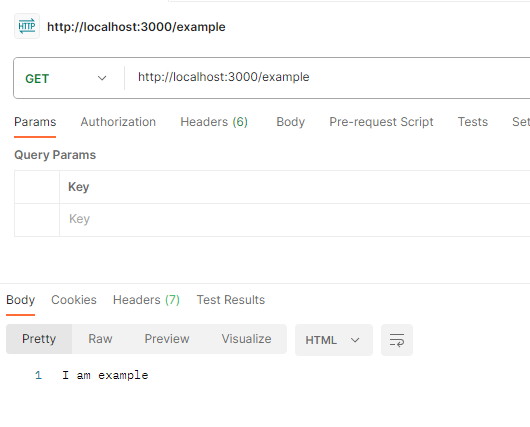 HTTP http://localhost:3000/example
GET http://localhost:3000/example
Params Authorization Headers (6) Body Pre-request Script Tests Set
Query Params
Key
Key
Body Cookies Headers (7) Test Results
Pretty Raw Preview Visualize HTML
1 I am example